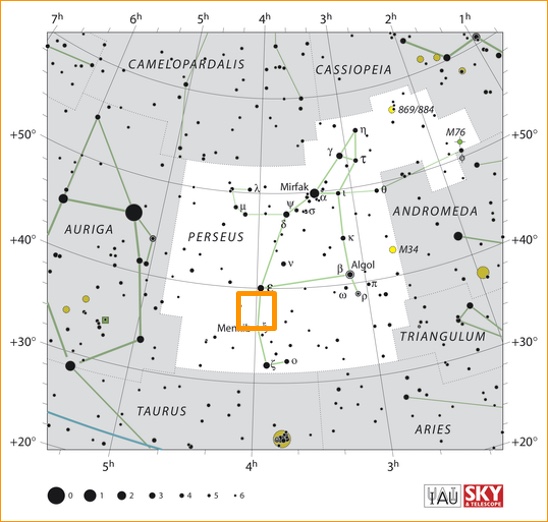 7h 6h 5h 4h 3h 2h 1h
CAMELOPARDALIS
CASSIOPEIA
869/884
+50° +50°
M76
η
γ
τ
λ
Mirfak
α
ι
θ
μ
ψ
σ
δ
ANDROMEDA
AURIGA
PERSEUS
κ
+40° +40°
M34
ν
Algol
β
π
ε
ω
ρ
TRIANGULUM
+30° +30°
ζ
ο
TAURUS
ARIES
+20° +20°
5h 4h 3h
0 1 2 3 4 5 6
IAU
SKY
& TELESCOPE